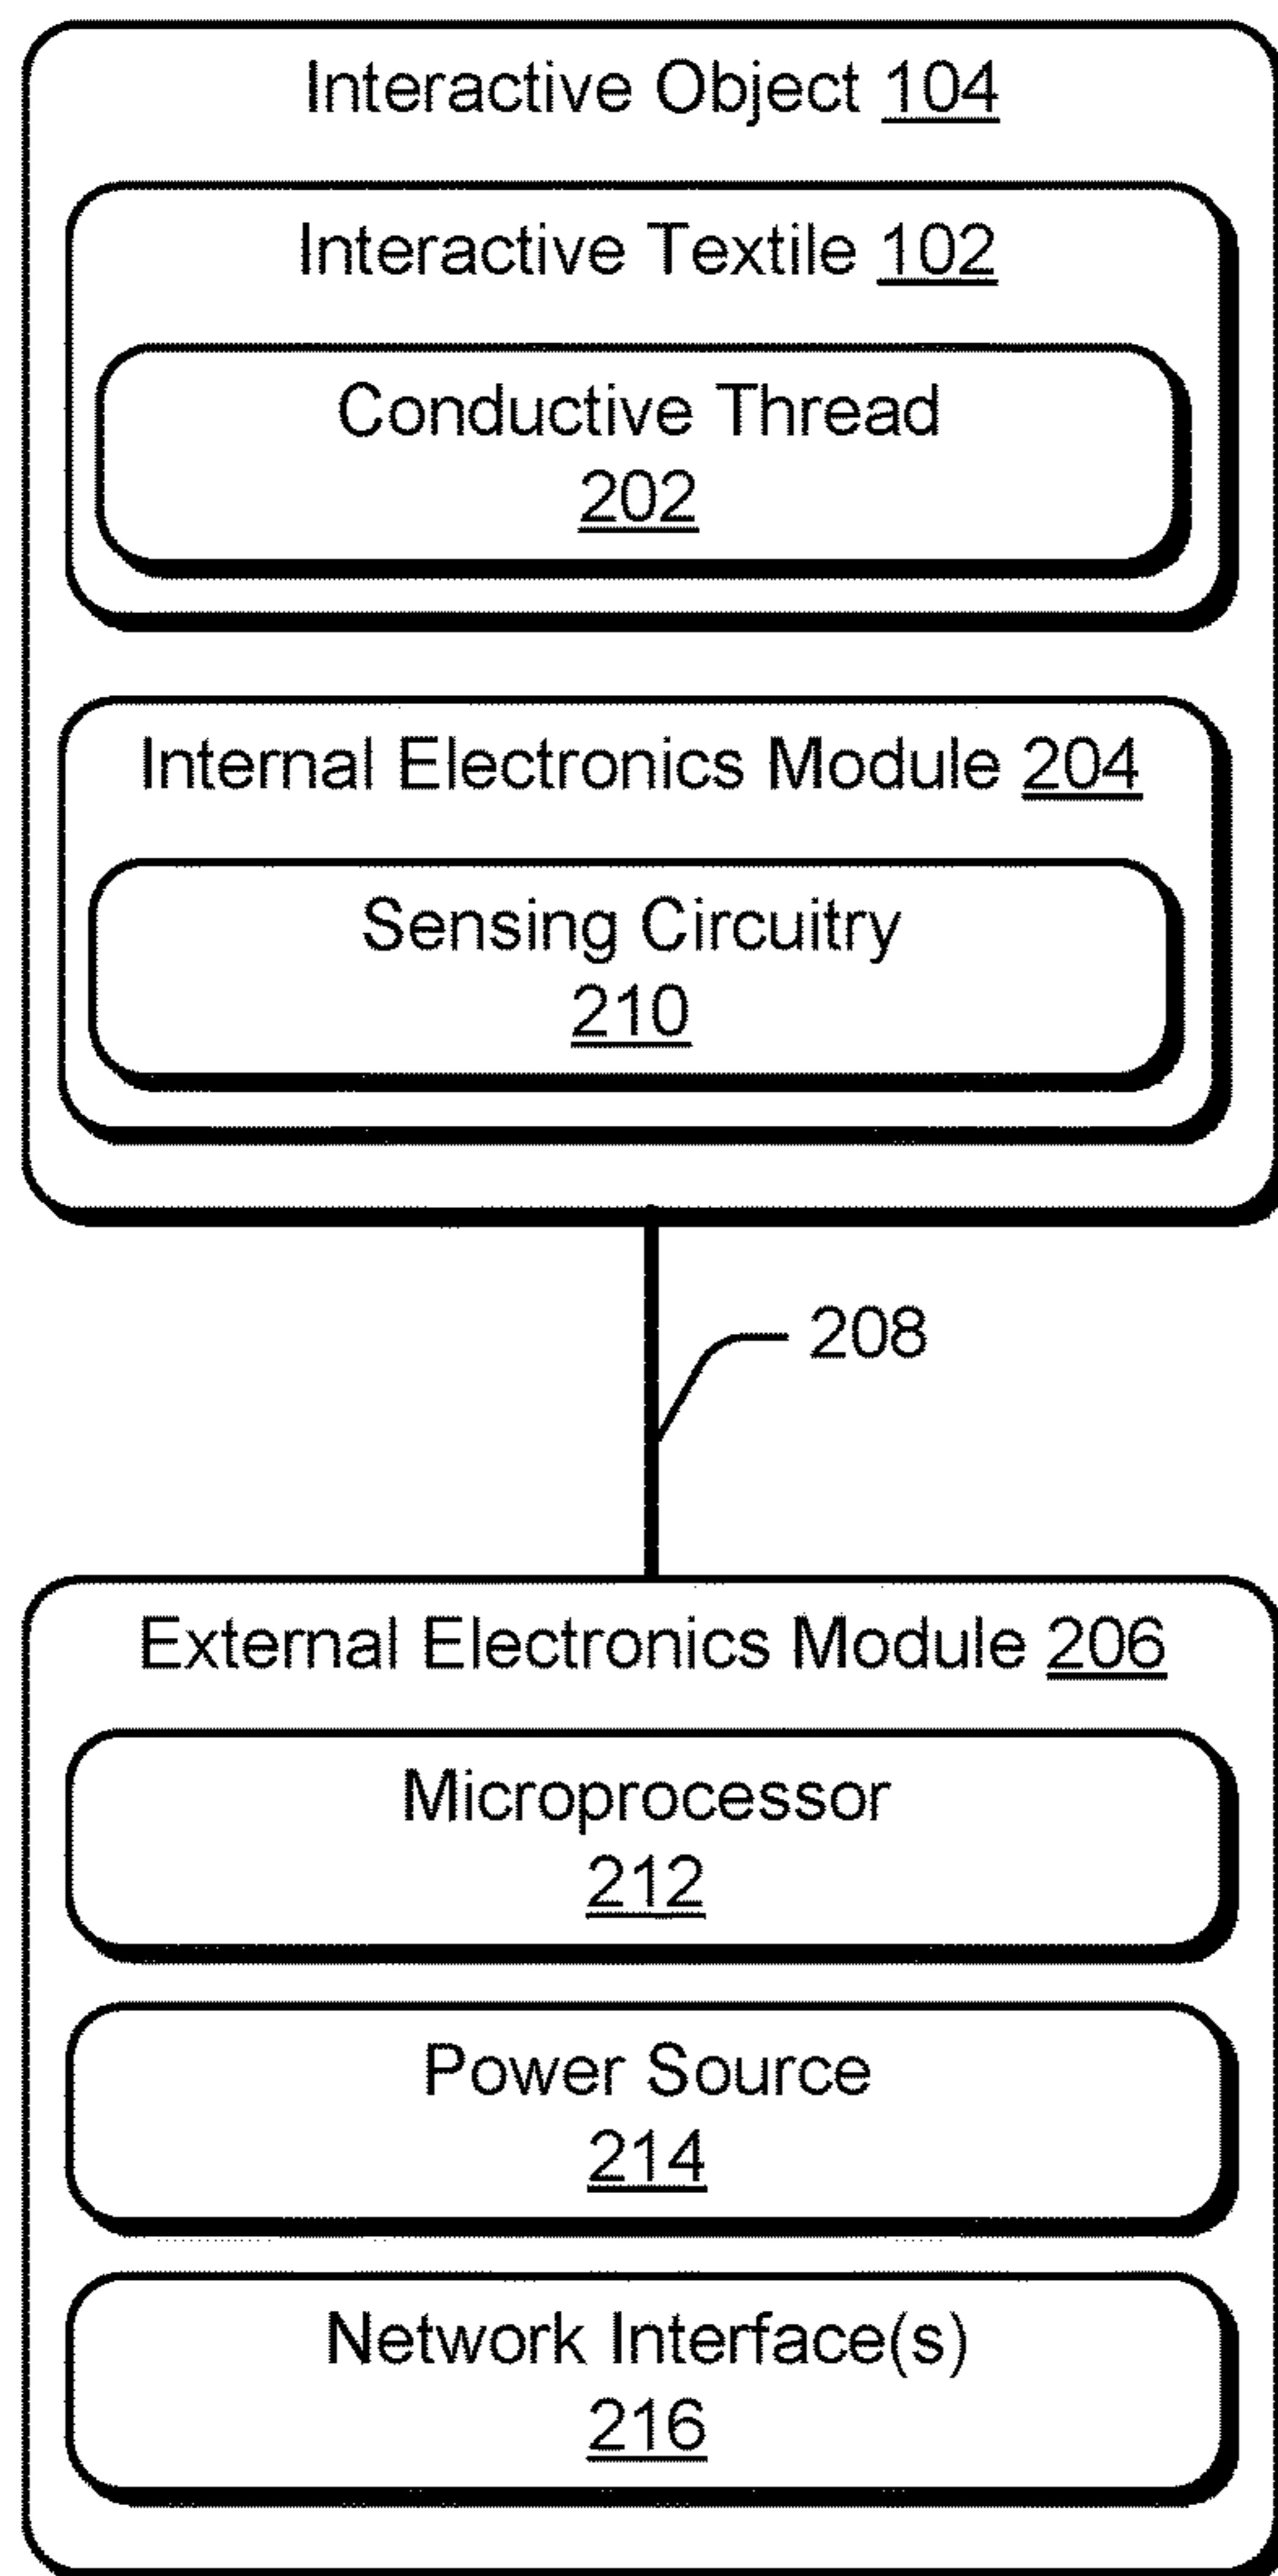 Interactive Object 104
Interactive Textile 102
Conductive Thread
202
Internal Electronics Module 204
Sensing Circuitry
210
208
External Electronics Module 206
Microprocessor
212
Power Source
214
Network Interface(s)
216